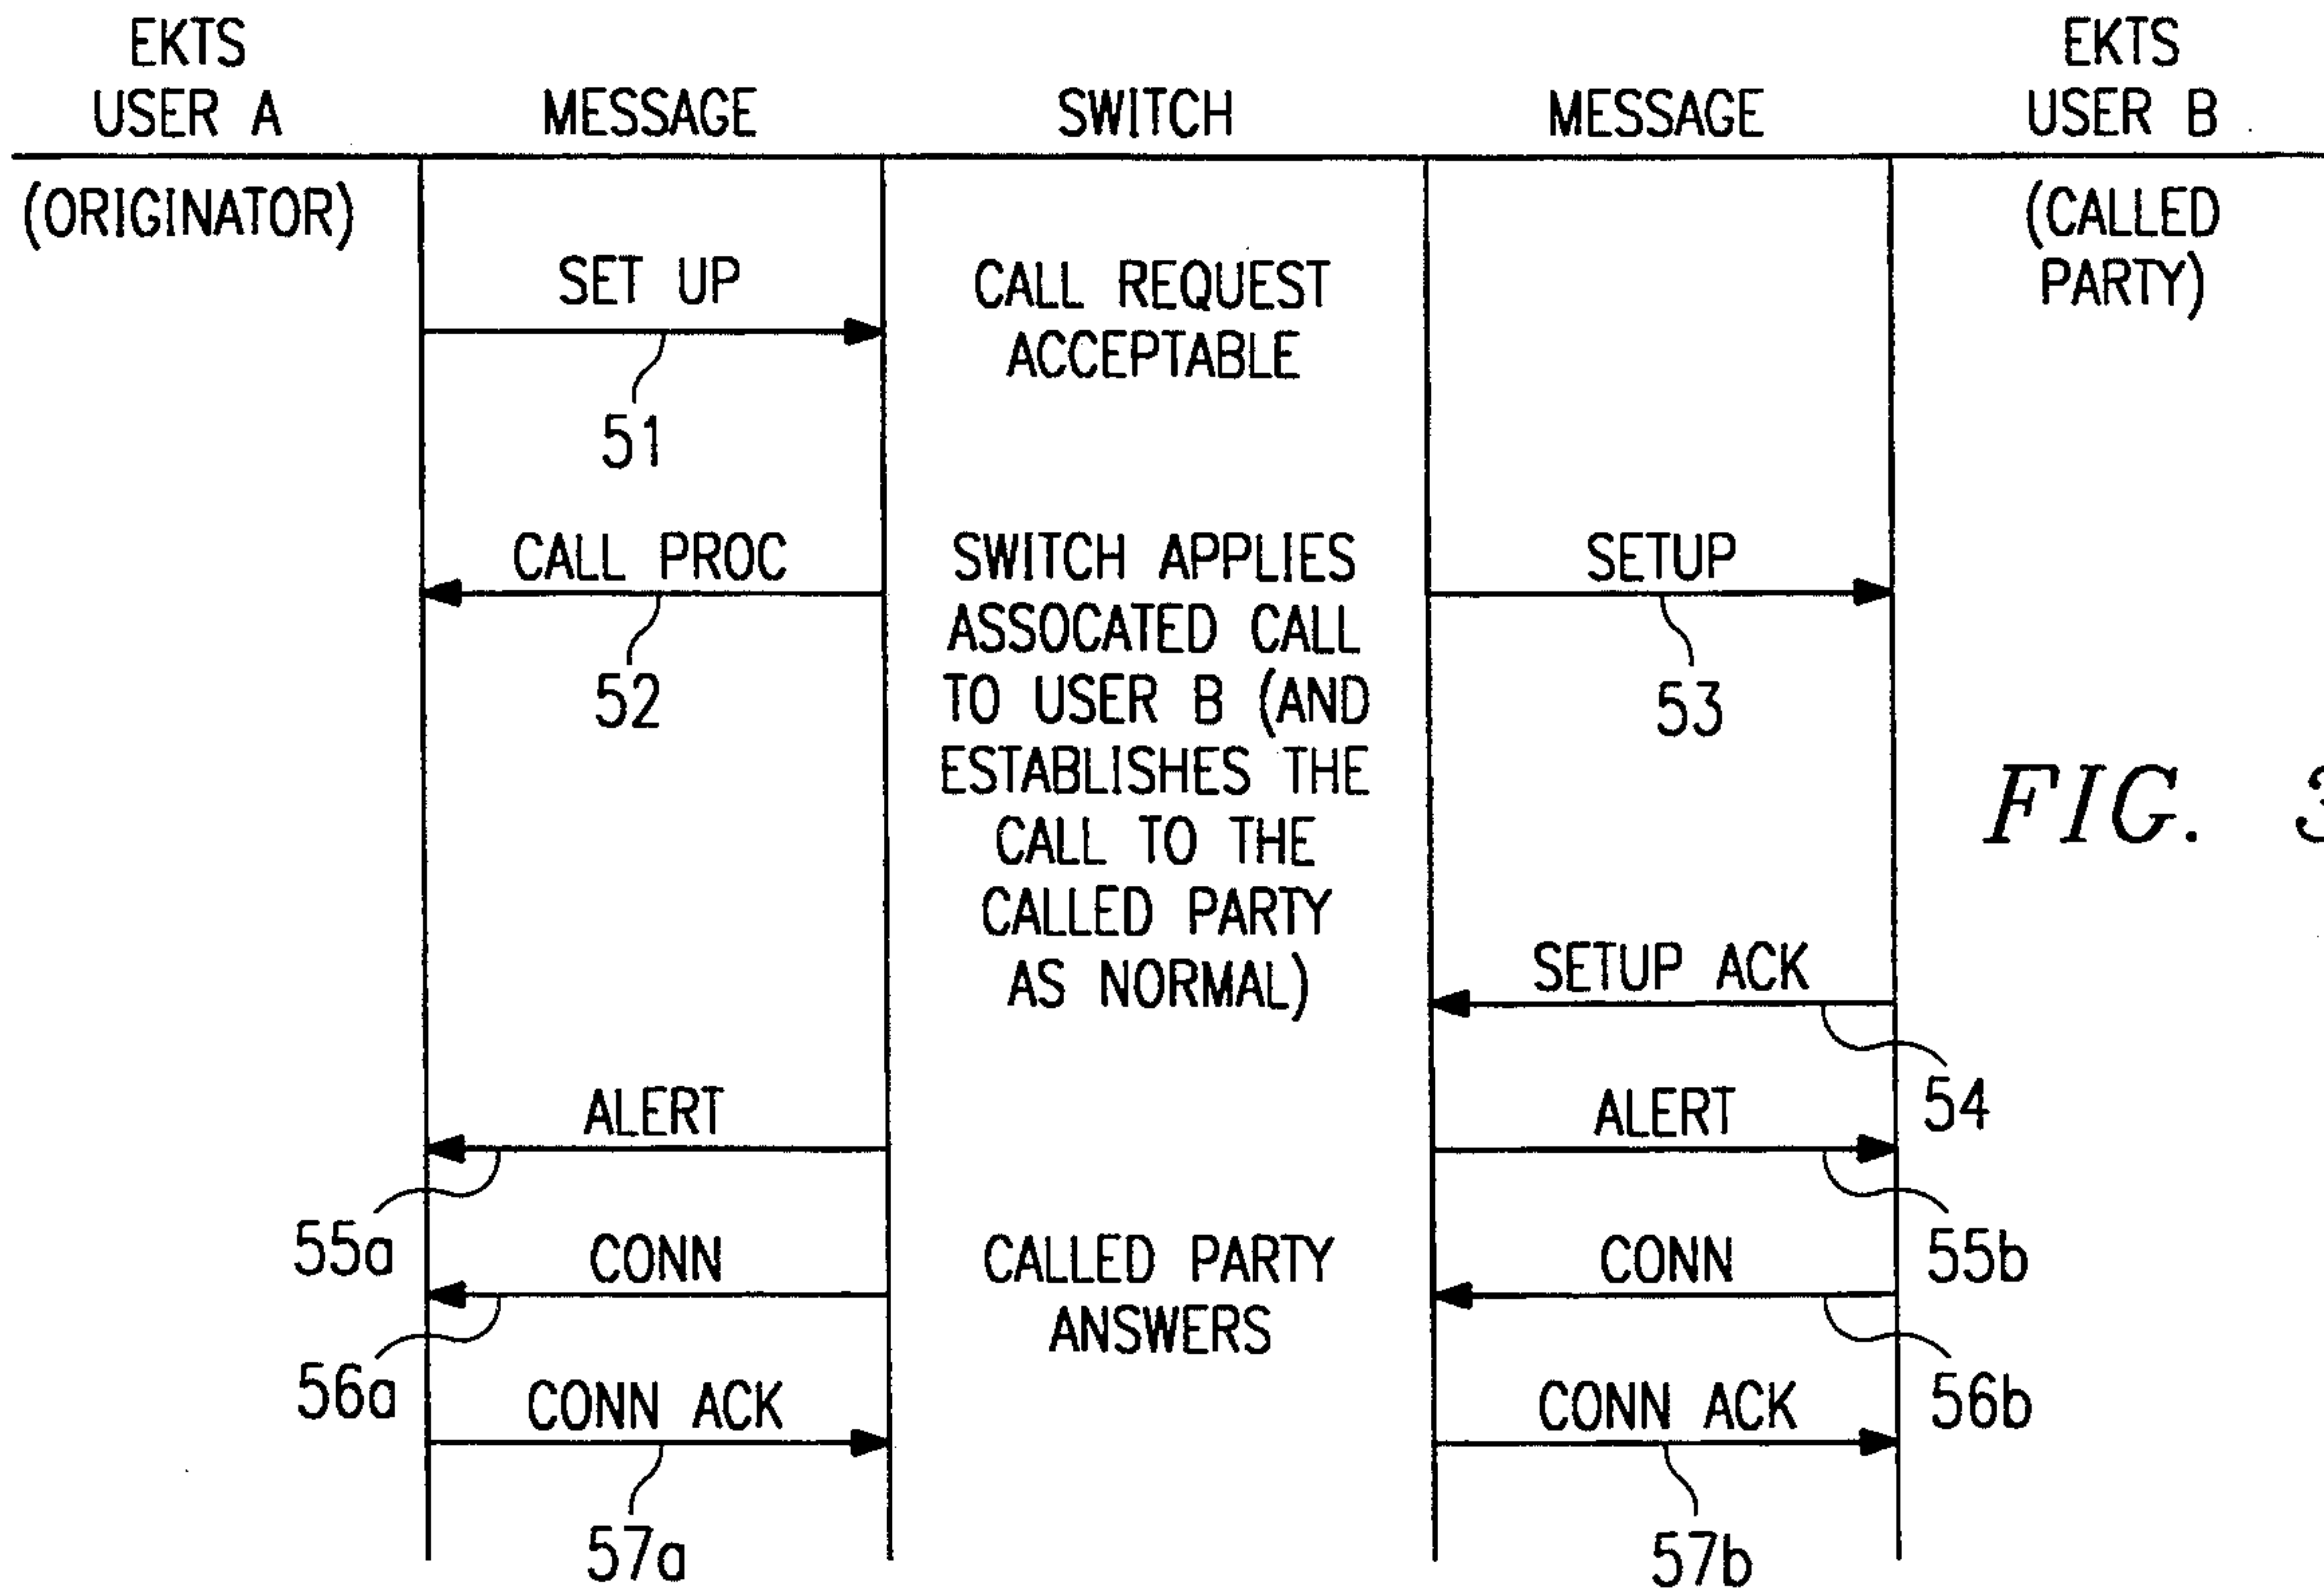 EKTS
USER A
MESSAGE
SWITCH
MESSAGE
EKTS
USER B
(ORIGINATOR)
(CALLED
PARTY)
SET UP
51
CALL REQUEST
ACCEPTABLE
CALL PROC
52
SWITCH APPLIES
ASSOCATED CALL
TO USER B (AND
ESTABLISHES THE
CALL TO THE
CALLED PARTY
AS NORMAL)
SETUP
53
FIG. 3
SETUP ACK
54
ALERT
55a
ALERT
55b
CONN
56a
CALLED PARTY
ANSWERS
CONN
56b
CONN ACK
57a
CONN ACK
57b